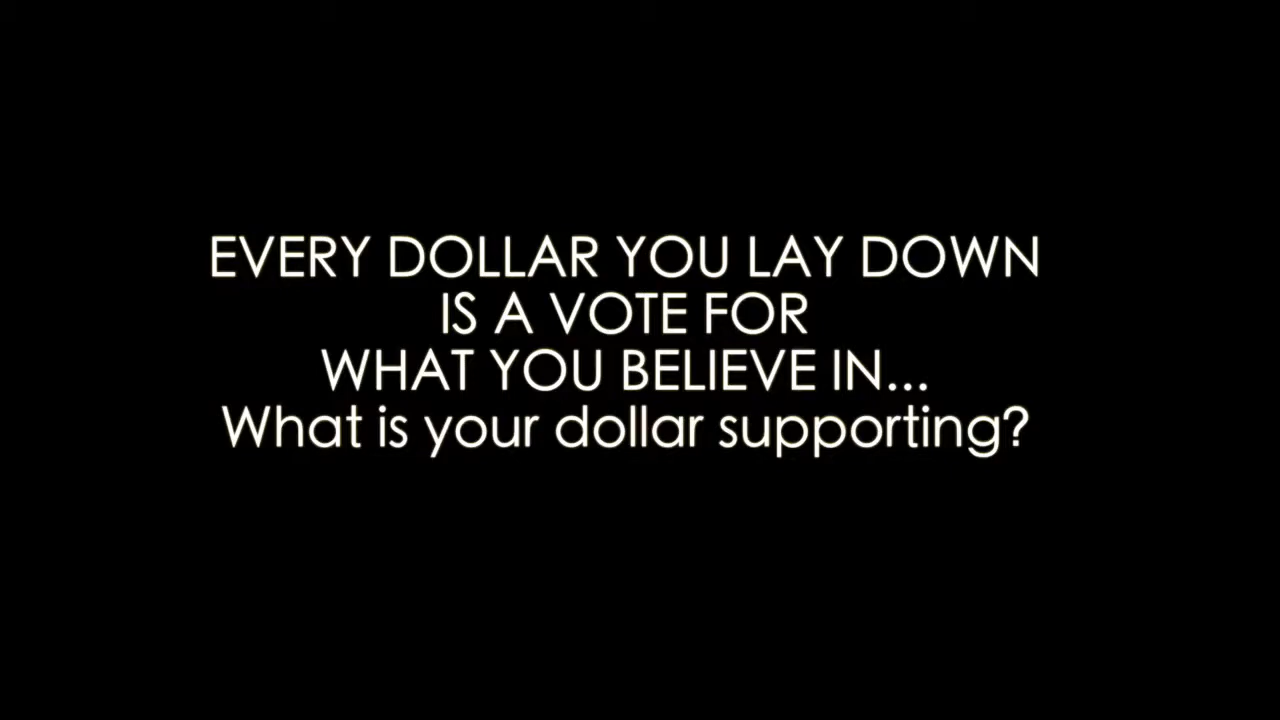 EVERY DOLLAR YOU LAY DOWN
IS A VOTE FOR
WHAT YOU BELIEVE IN...
What is your dollar supporting?